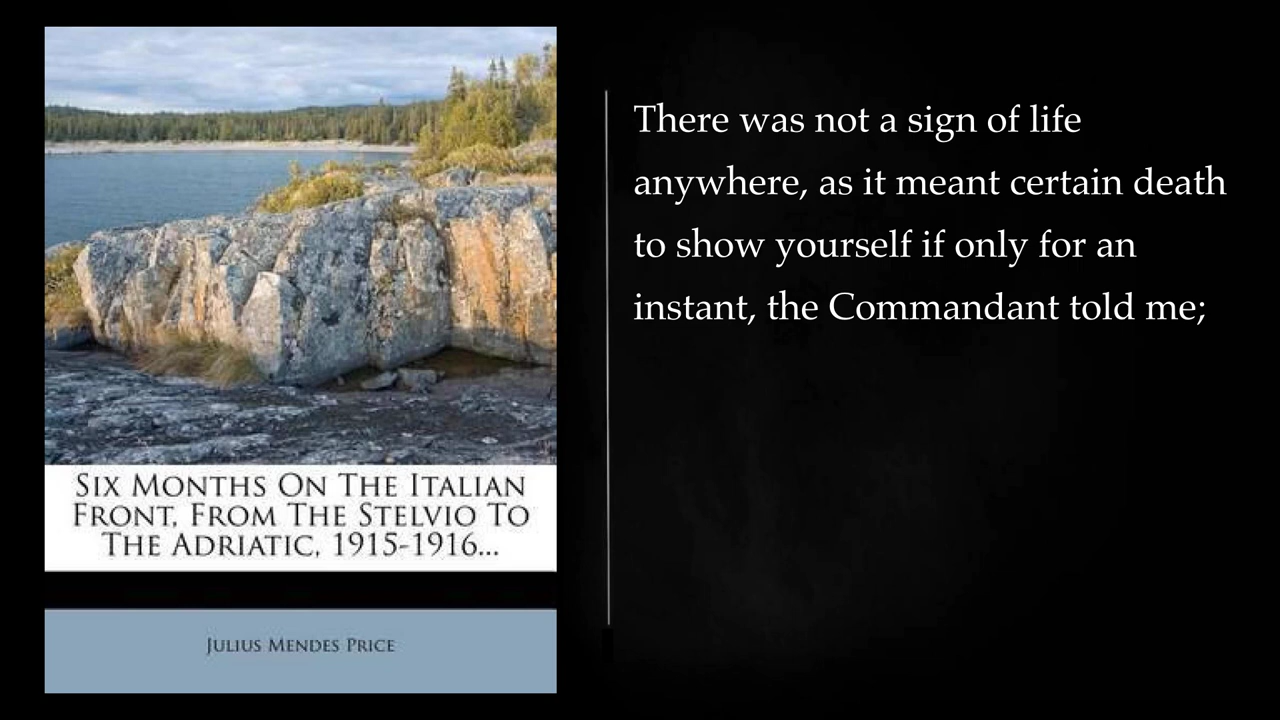 There was not a sign of life
anywhere, as it meant certain death
to show yourself if only for an
instant, the Commandant told me;
Six Months On The Italian
Front, From The Stelvio To
The Adriatic, 1915-1916...
Julius Mendes Price